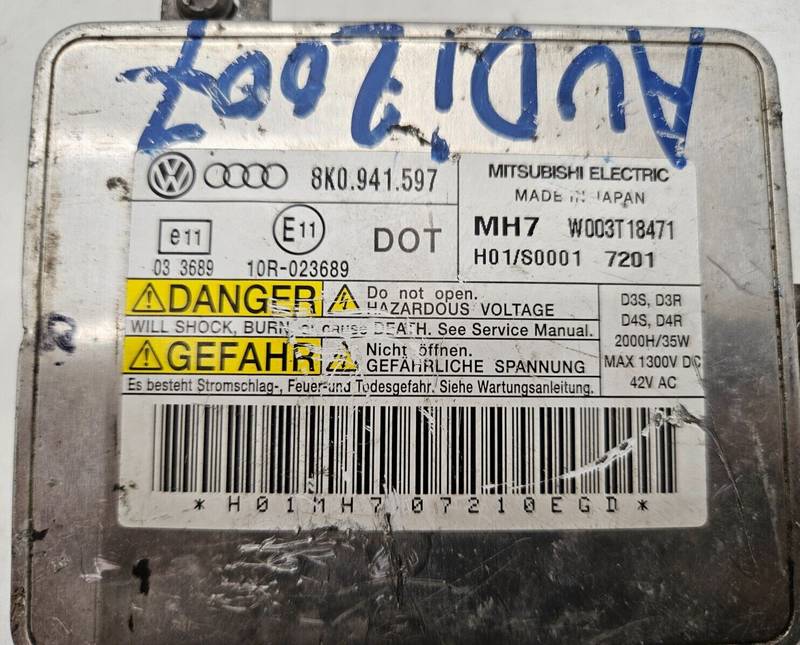 AUDI 2007
8K0.941.597
e11
E11
DOT
03 3689
10R-023689
MITSUBISHI ELECTRIC
MADE IN JAPAN
MH7 W003T18471
H01/S0001 7201
DANGER
Do not open.
HAZARDOUS VOLTAGE
WILL SHOCK, BURN or cause DEATH. See Service Manual.
GEFAHR
Nicht öffnen.
GEFÄHRLICHE SPANNUNG
Es besteht Stromschlag-, Feuer-und Todesgefahr. Siehe Wartungsanleitung.
D3S, D3R
D4S, D4R
2000H/35W
MAX 1300V DC
42V AC
*H01MH707210EGD*